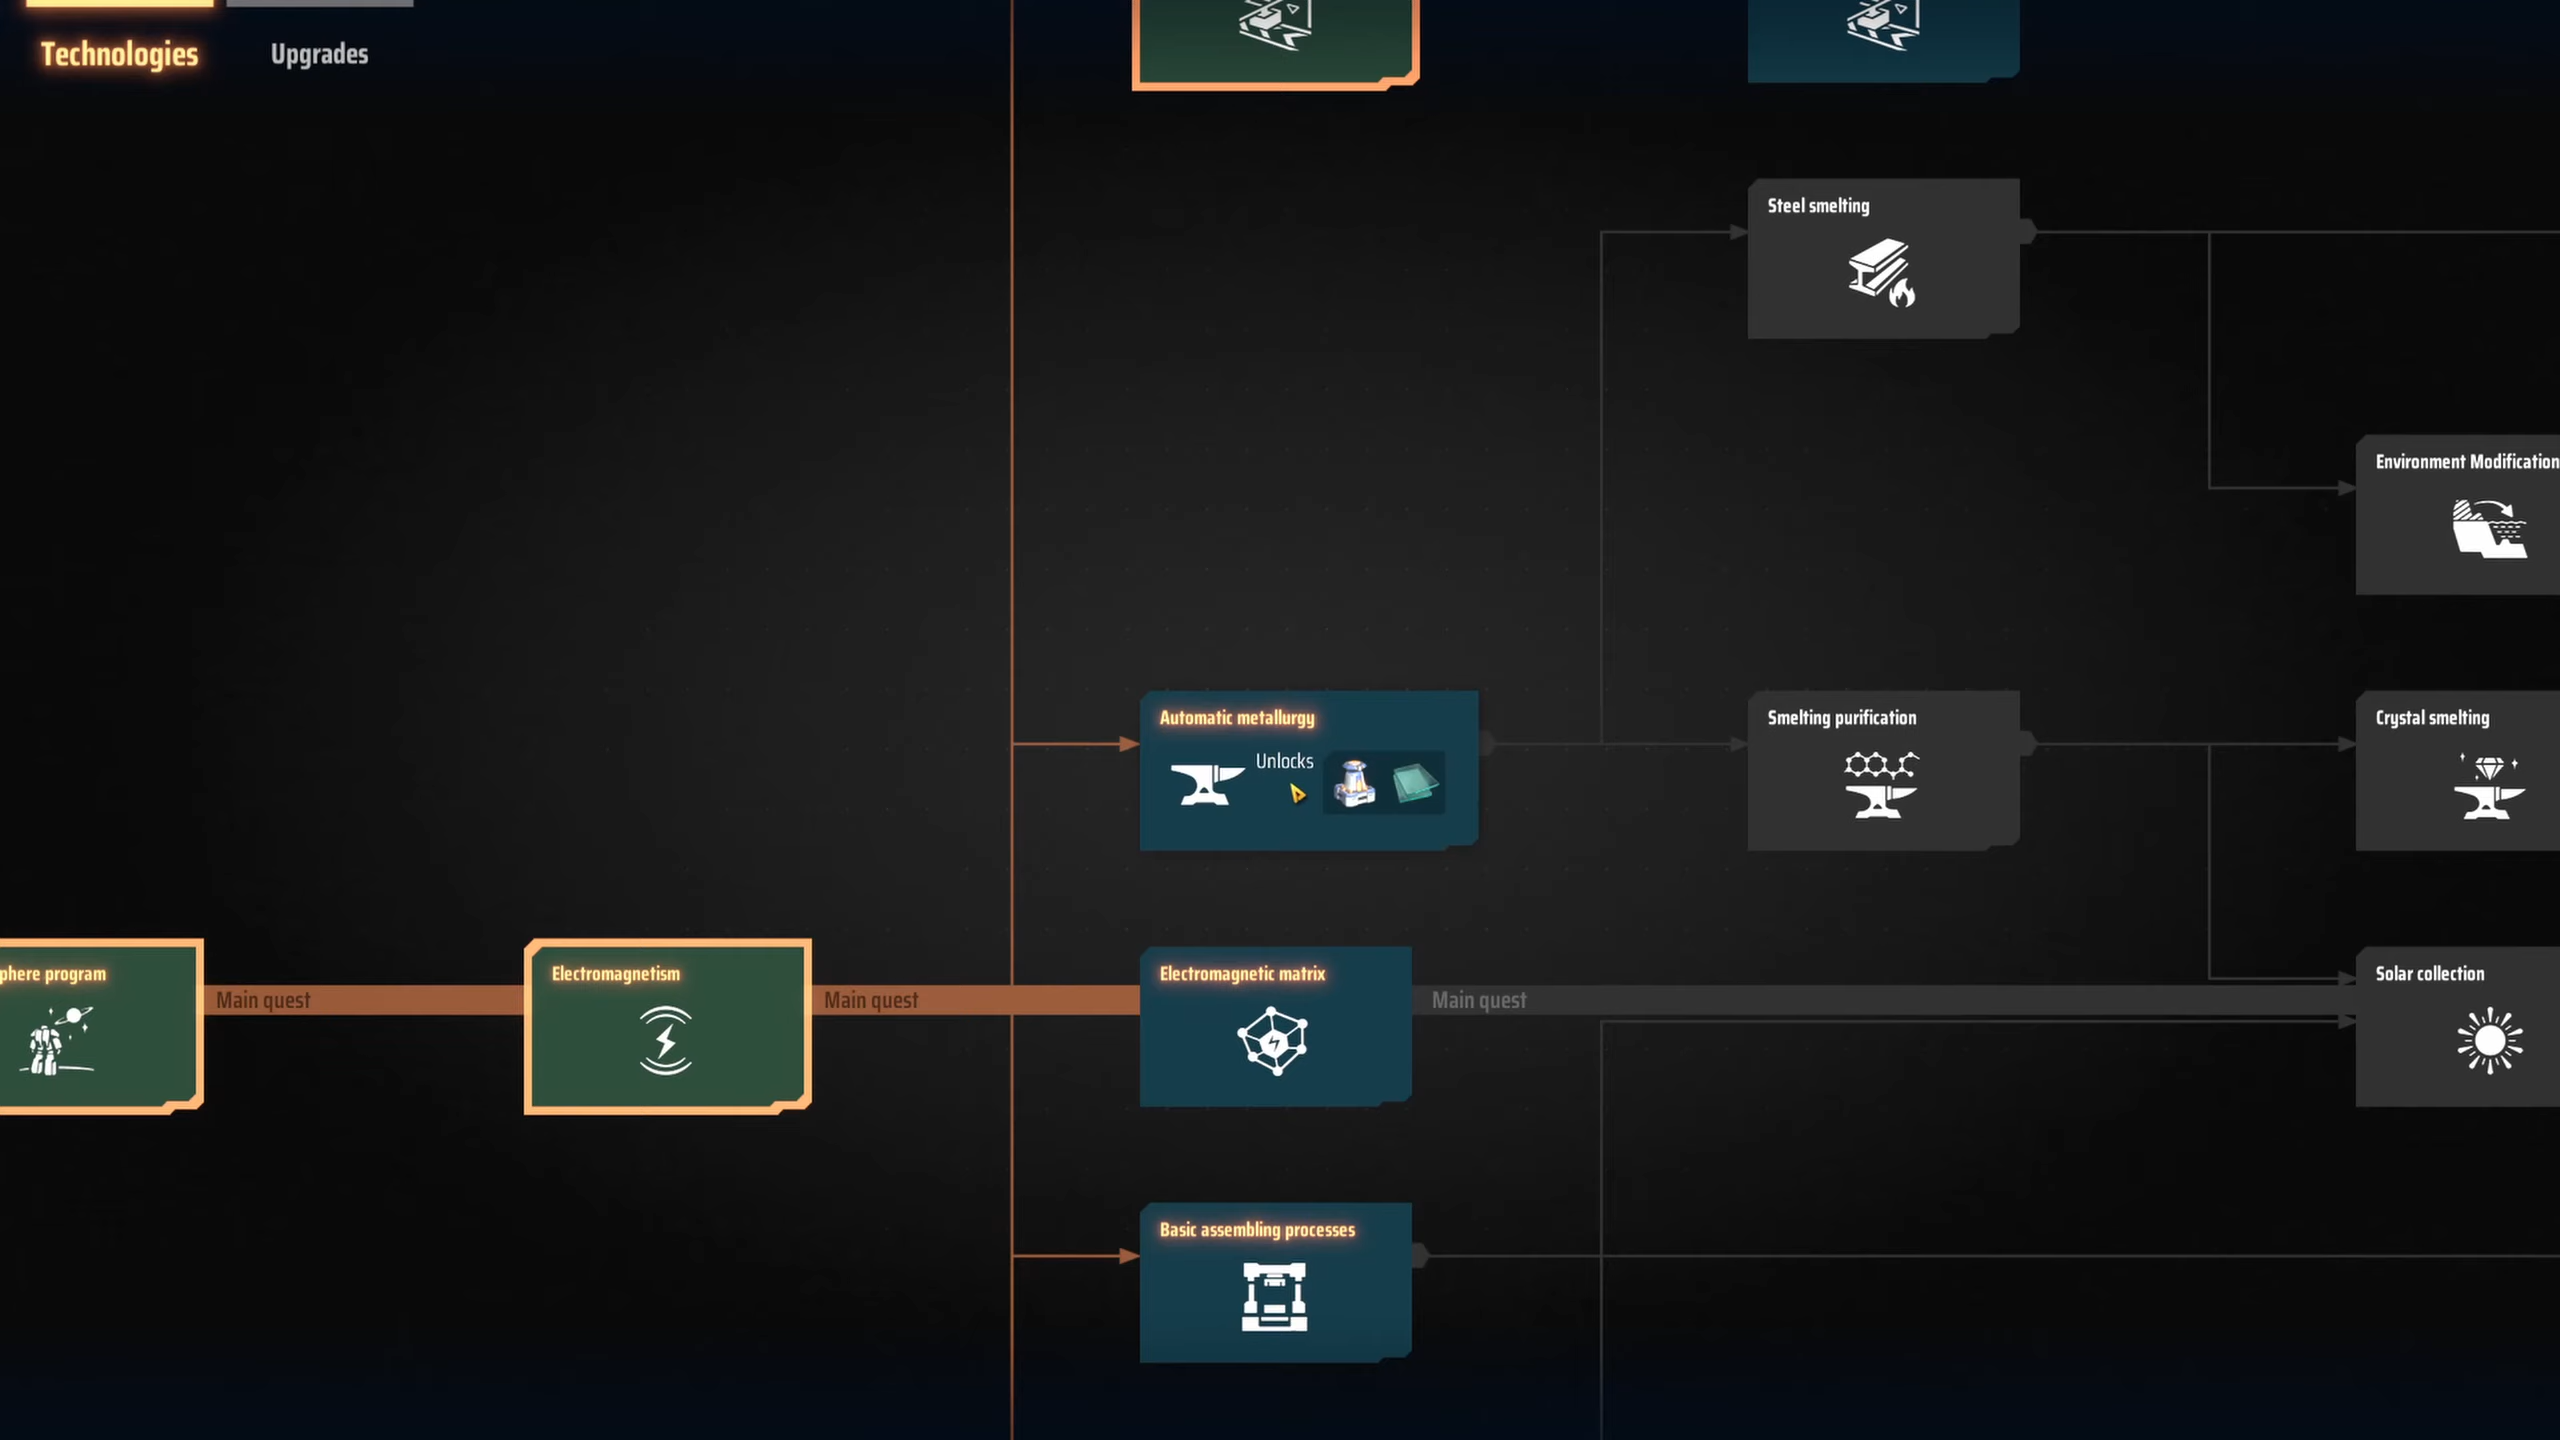 Technologies
Upgrades
Steel smelting
Environment Modification
Automatic metallurgy
Unlocks
Smelting purification
Crystal smelting
phere program
Main quest
Electromagnetism
Main quest
Electromagnetic matrix
Main quest
Solar collection
Basic assembling processes